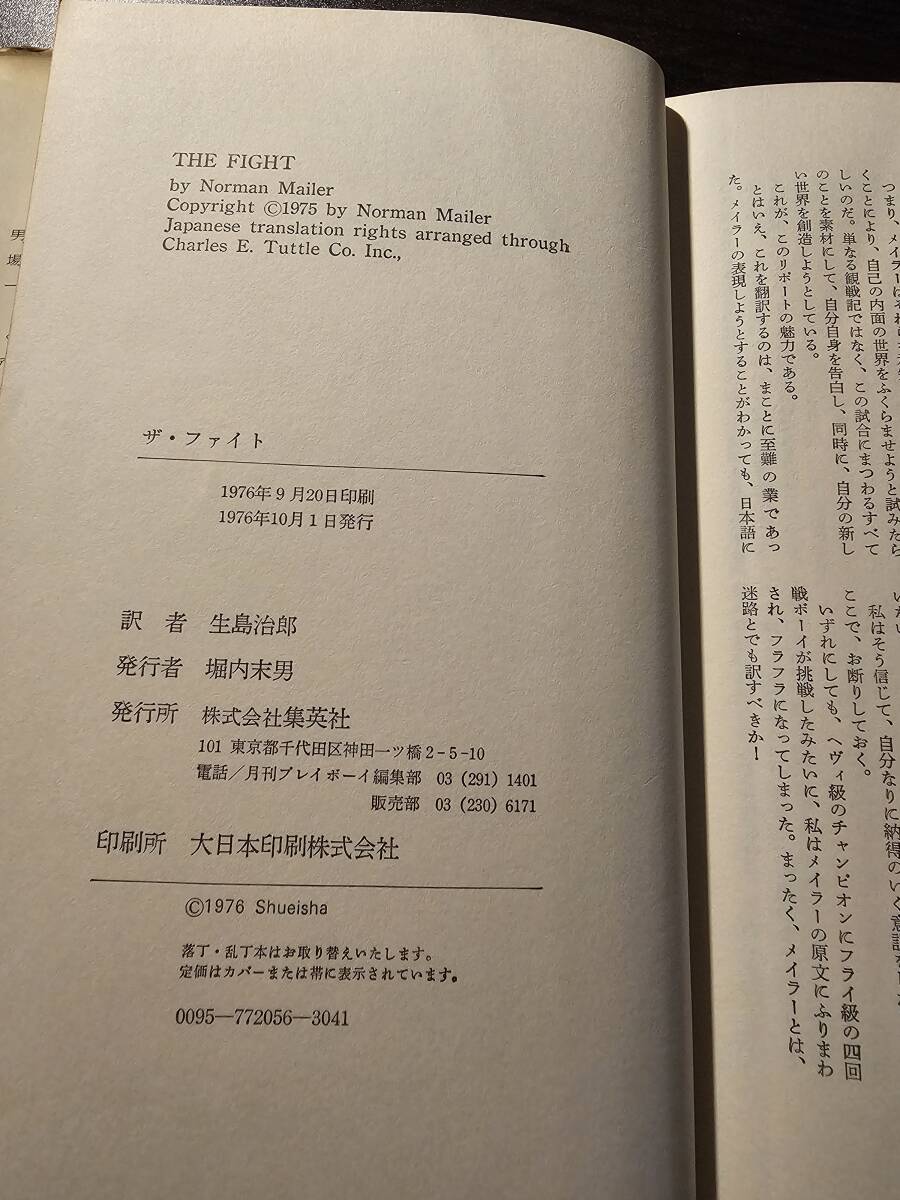 THE FIGHT
by Norman Mailer
Copyright ©1975 by Norman Mailer
Japanese translation rights arranged through
Charles E. Tuttle Co. Inc.,
ザ・ファイト
1976年9月20日印刷
1976年10月1日発行
訳者 生島治郎
発行者 堀内末男
発行所 株式会社集英社
101 東京都千代田区神田一ツ橋2-5-10
電話/月刊プレイボーイ編集部 03 (291) 1401
販売部 03 (230) 6171
印刷所 大日本印刷株式会社
©1976 Shueisha
落丁・乱丁本はお取り替えいたします。
定価はカバーまたは帯に表示されています。
0095-772056-3041
つまり、メイラーは
くことにより、自己の内面の世界をふくらませようと試みたら
しいのだ。単なる観戦記ではなく、この試合にまつわるすべて
のことを素材にして、自分自身を告白し、同時に、自分の新し
い世界を創造しようとしている。
これが、このリポートの魅力である。
とはいえ、これを翻訳するのは、まことに至難の業であっ
た。メイラーの表現しようとすることがわかっても、日本語に
私はそう信じて、自分なりに納得のいく意訳
ここで、お断りしておく。
いずれにしても、ヘヴィ級のチャンピオンにフライ級の四回
戦ボーイが挑戦したみたいに、私はメイラーの原文にふりまわ
され、フラフラになってしまった。まったく、メイラーとは、
迷路とでも訳すべきか！
男
場